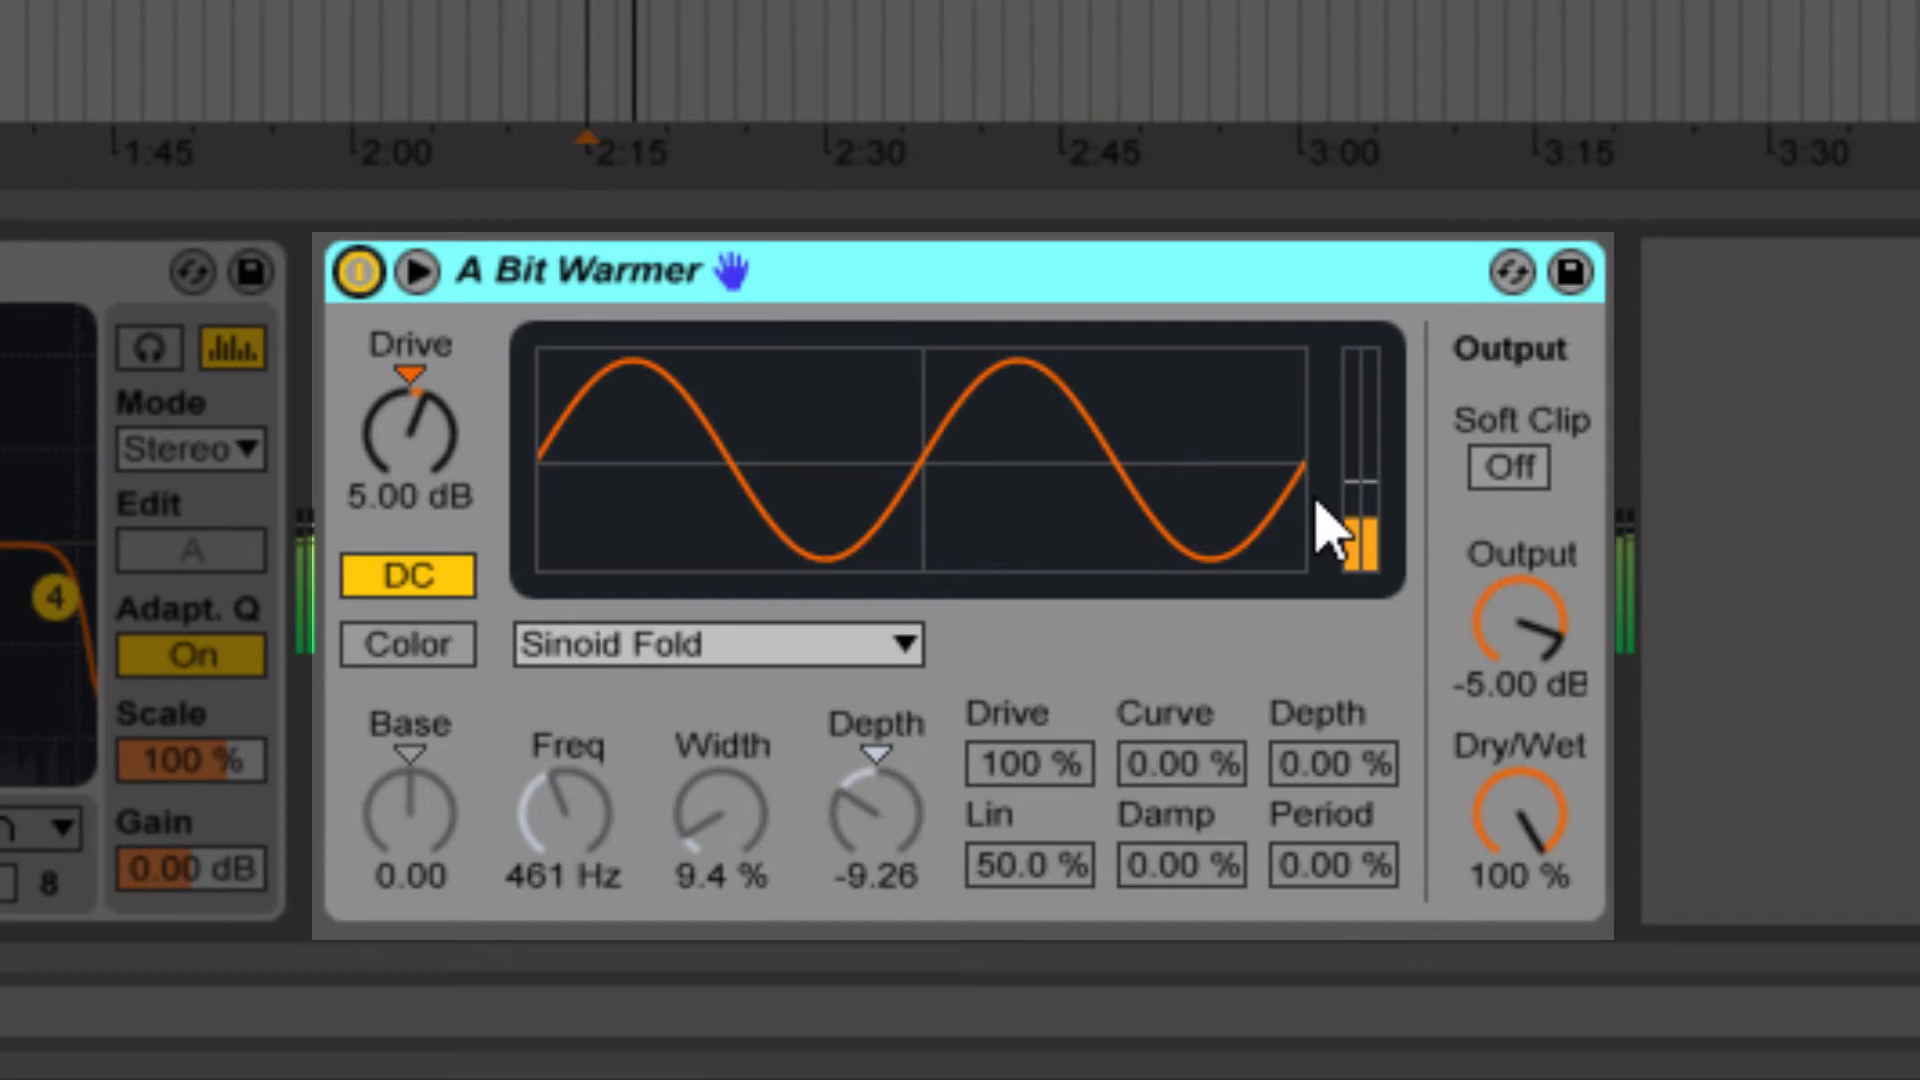 1:45 2:00 2:15 2:30 2:45 3:00 3:15 3:30
A Bit Warmer
Mode
Stereo
Edit
A
Adapt. Q
On
Scale
100 %
Gain
0.00 dB
4
8
Drive
5.00 dB
DC
Color
Sinoid Fold
Base
0.00
Freq
461 Hz
Width
9.4 %
Depth
-9.26
Drive Curve Depth
100 % 0.00 % 0.00 %
Lin Damp Period
50.0 % 0.00 % 0.00 %
Output
Soft Clip
Off
Output
-5.00 dB
Dry/Wet
100 %